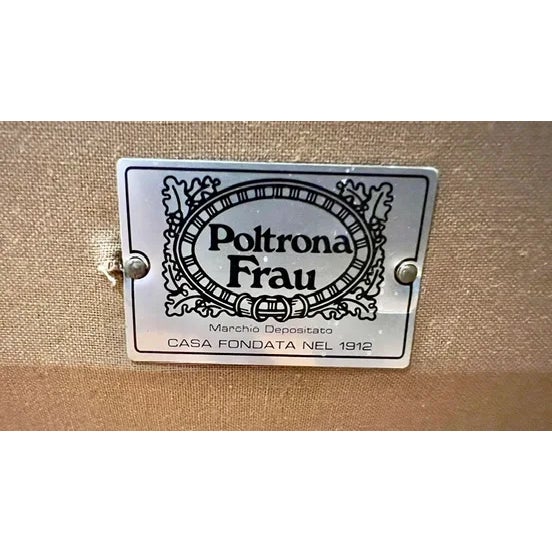 Poltrona
Frau
Marchio Depositato
CASA FONDATA NEL 1912